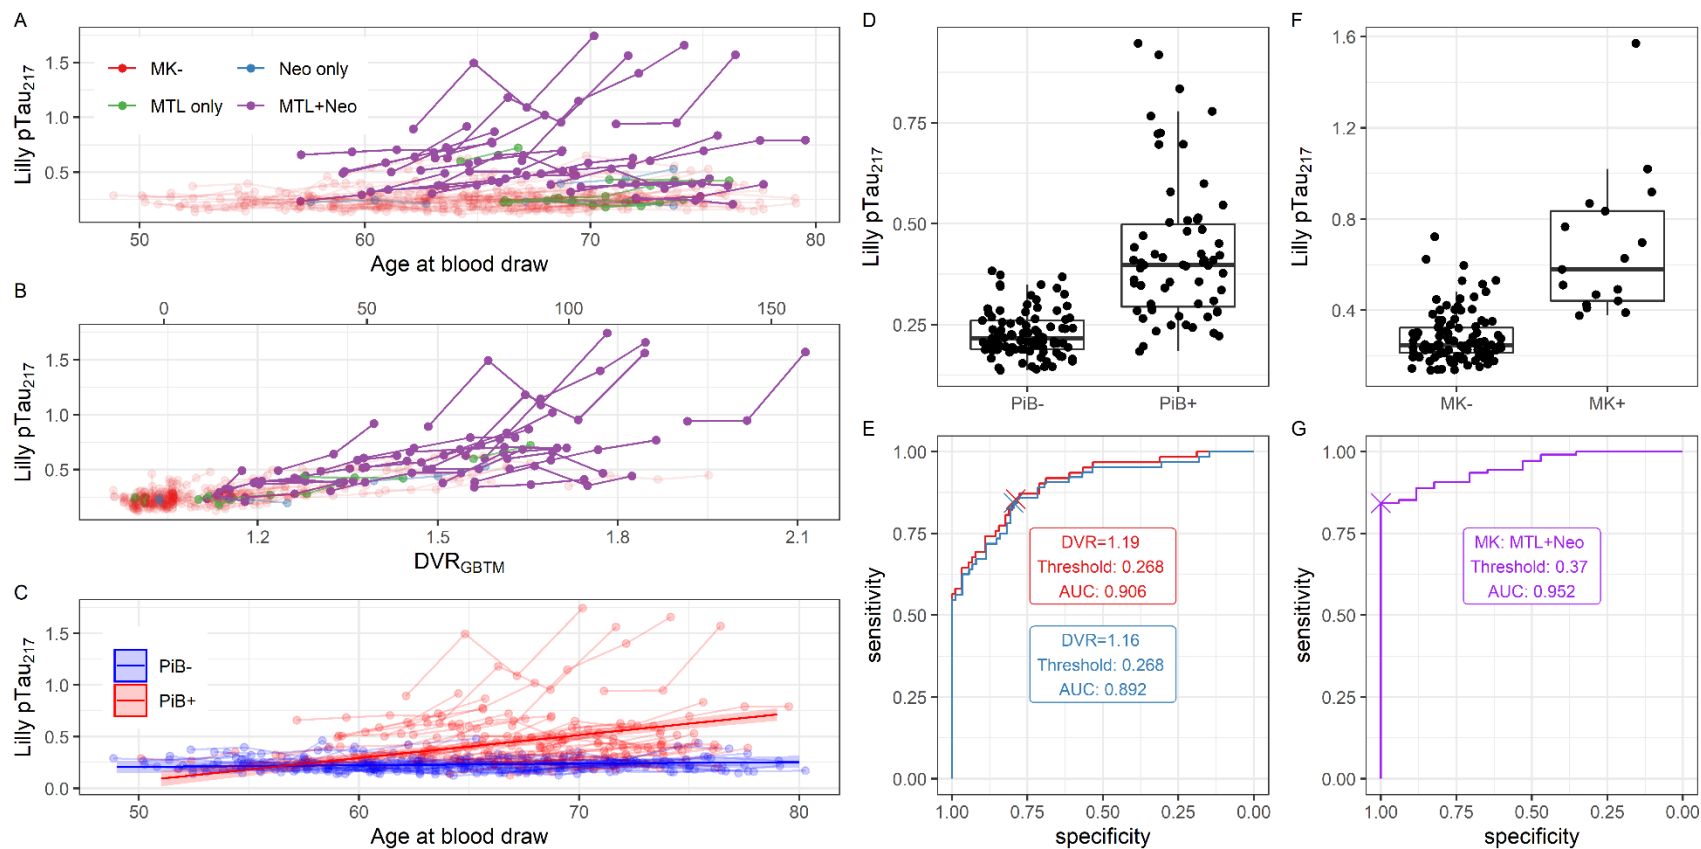 A
Lilly pTau217
1.5
1.0
0.5
MK-
Neo only
MTL only
MTL+Neo
50
60
70
80
Age at blood draw
B
0
50
100
150
Lilly pTau217
1.5
1.0
0.5
1.2
1.5
1.8
2.1
DVRGBTM
C
Lilly pTau217
1.5
1.0
0.5
0.0
PiB-
PiB+
50
60
70
80
Age at blood draw
D
Lilly pTau217
0.75
0.50
0.25
PiB-
PiB+
E
sensitivity
1.00
0.75
0.50
0.25
0.00
DVR=1.19
Threshold: 0.268
AUC: 0.906
DVR=1.16
Threshold: 0.268
AUC: 0.892
1.00
0.75
0.50
0.25
0.00
specificity
F
Lilly pTau217
1.6
1.2
0.8
0.4
MK-
MK+
G
sensitivity
1.00
0.75
0.50
0.25
0.00
MK: MTL+Neo
Threshold: 0.37
AUC: 0.952
1.00
0.75
0.50
0.25
0.00
specificity